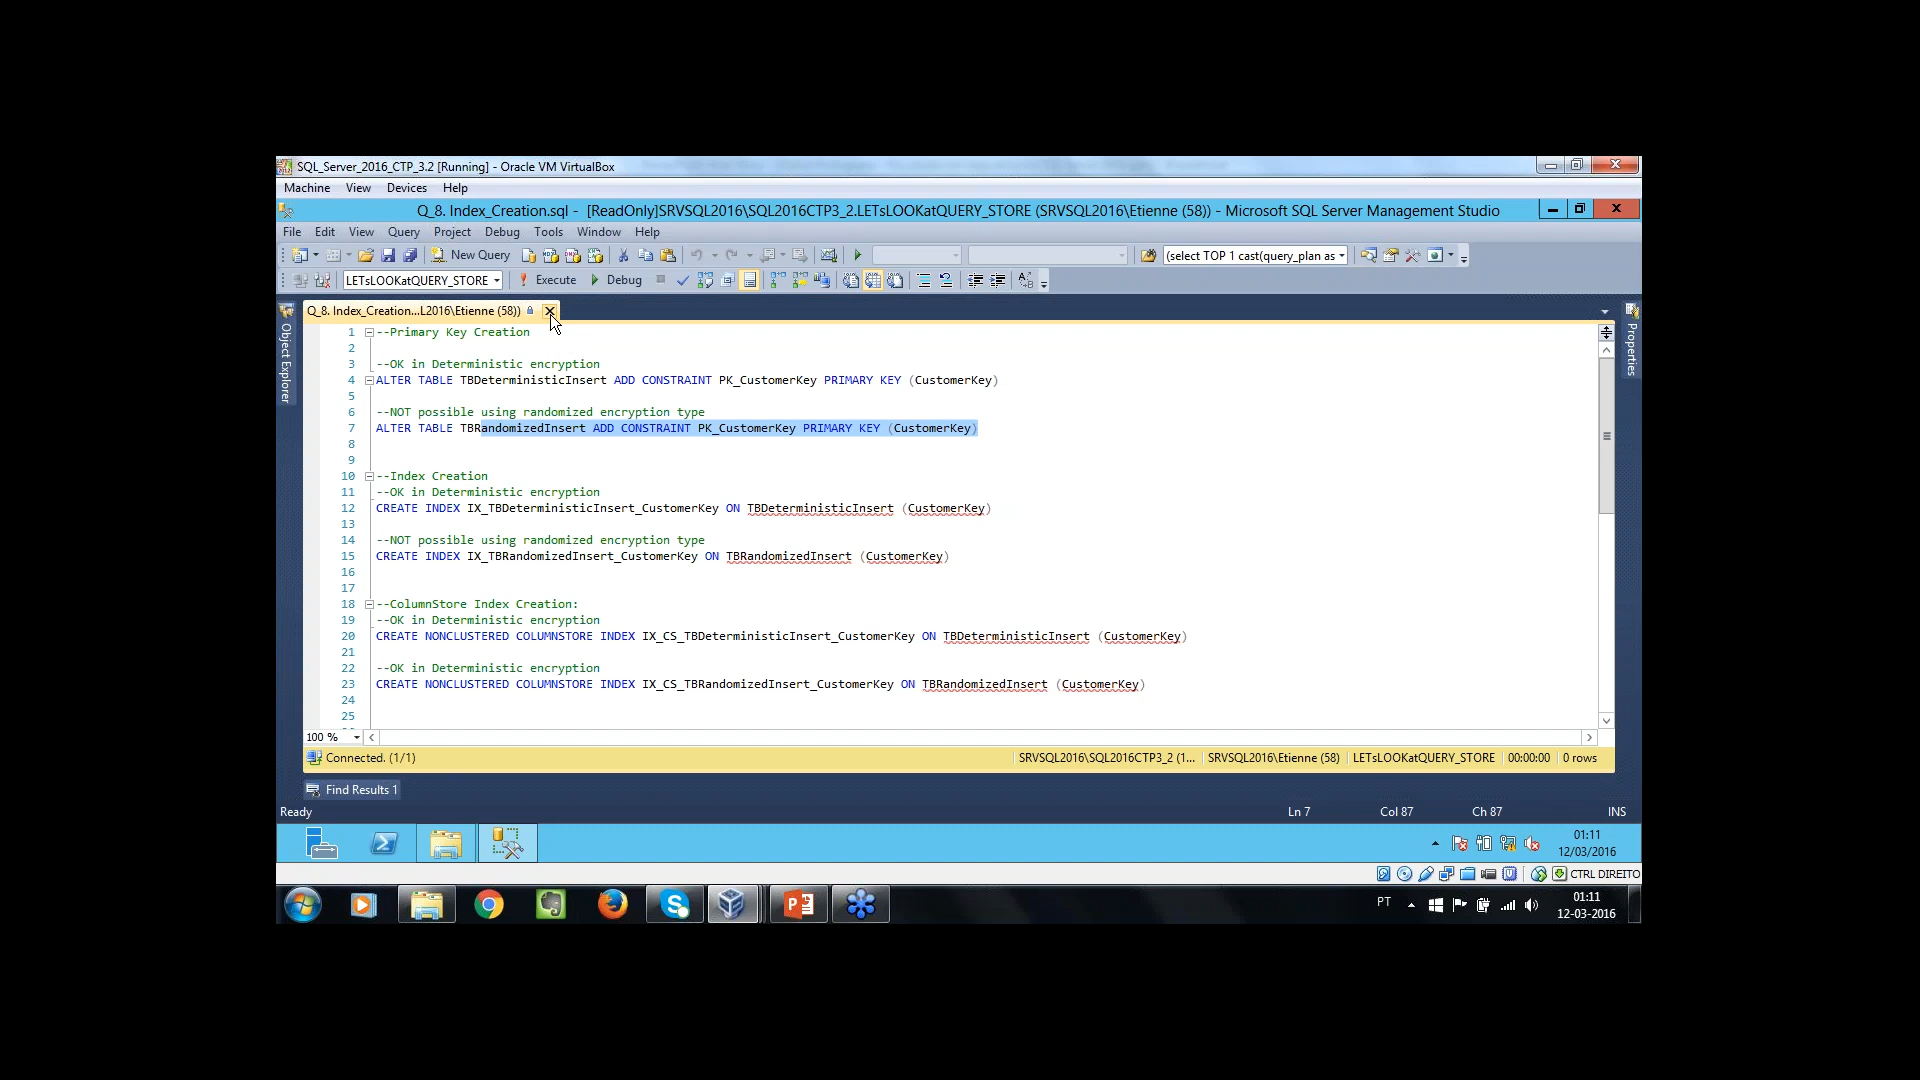 SQL_Server_2016_CTP_3.2 [Running] - Oracle VM VirtualBox
Machine View Devices Help
Q_8. Index_Creation.sql - [ReadOnly]SRVSQL2016\SQL2016CTP3_2.LETsLOOKatQUERY_STORE (SRVSQL2016\Etienne (58)) - Microsoft SQL Server Management Studio
File Edit View Query Project Debug Tools Window Help
New Query (select TOP 1 cast(query_plan as
LETsLOOKatQUERY_STORE Execute Debug
Q_8. Index_Creation...L2016\Etienne (58))
Object Explorer
Properties
1 --Primary Key Creation
2
3 --OK in Deterministic encryption
4 ALTER TABLE TBDeterministicInsert ADD CONSTRAINT PK_CustomerKey PRIMARY KEY (CustomerKey)
5
6 --NOT possible using randomized encryption type
7 ALTER TABLE TBRandomizedInsert ADD CONSTRAINT PK_CustomerKey PRIMARY KEY (CustomerKey)
8
9
10 --Index Creation
11 --OK in Deterministic encryption
12 CREATE INDEX IX_TBDeterministicInsert_CustomerKey ON TBDeterministicInsert (CustomerKey)
13
14 --NOT possible using randomized encryption type
15 CREATE INDEX IX_TBRandomizedInsert_CustomerKey ON TBRandomizedInsert (CustomerKey)
16
17
18 --ColumnStore Index Creation:
19 --OK in Deterministic encryption
20 CREATE NONCLUSTERED COLUMNSTORE INDEX IX_CS_TBDeterministicInsert_CustomerKey ON TBDeterministicInsert (CustomerKey)
21
22 --OK in Deterministic encryption
23 CREATE NONCLUSTERED COLUMNSTORE INDEX IX_CS_TBRandomizedInsert_CustomerKey ON TBRandomizedInsert (CustomerKey)
24
25
100 %
Connected. (1/1) SRVSQL2016\SQL2016CTP3_2 (1... SRVSQL2016\Etienne (58) LETsLOOKatQUERY_STORE 00:00:00 0 rows
Find Results 1
Ready Ln 7 Col 87 Ch 87 INS
01:11
12/03/2016
CTRL DIREITO
PT 01:11
12-03-2016